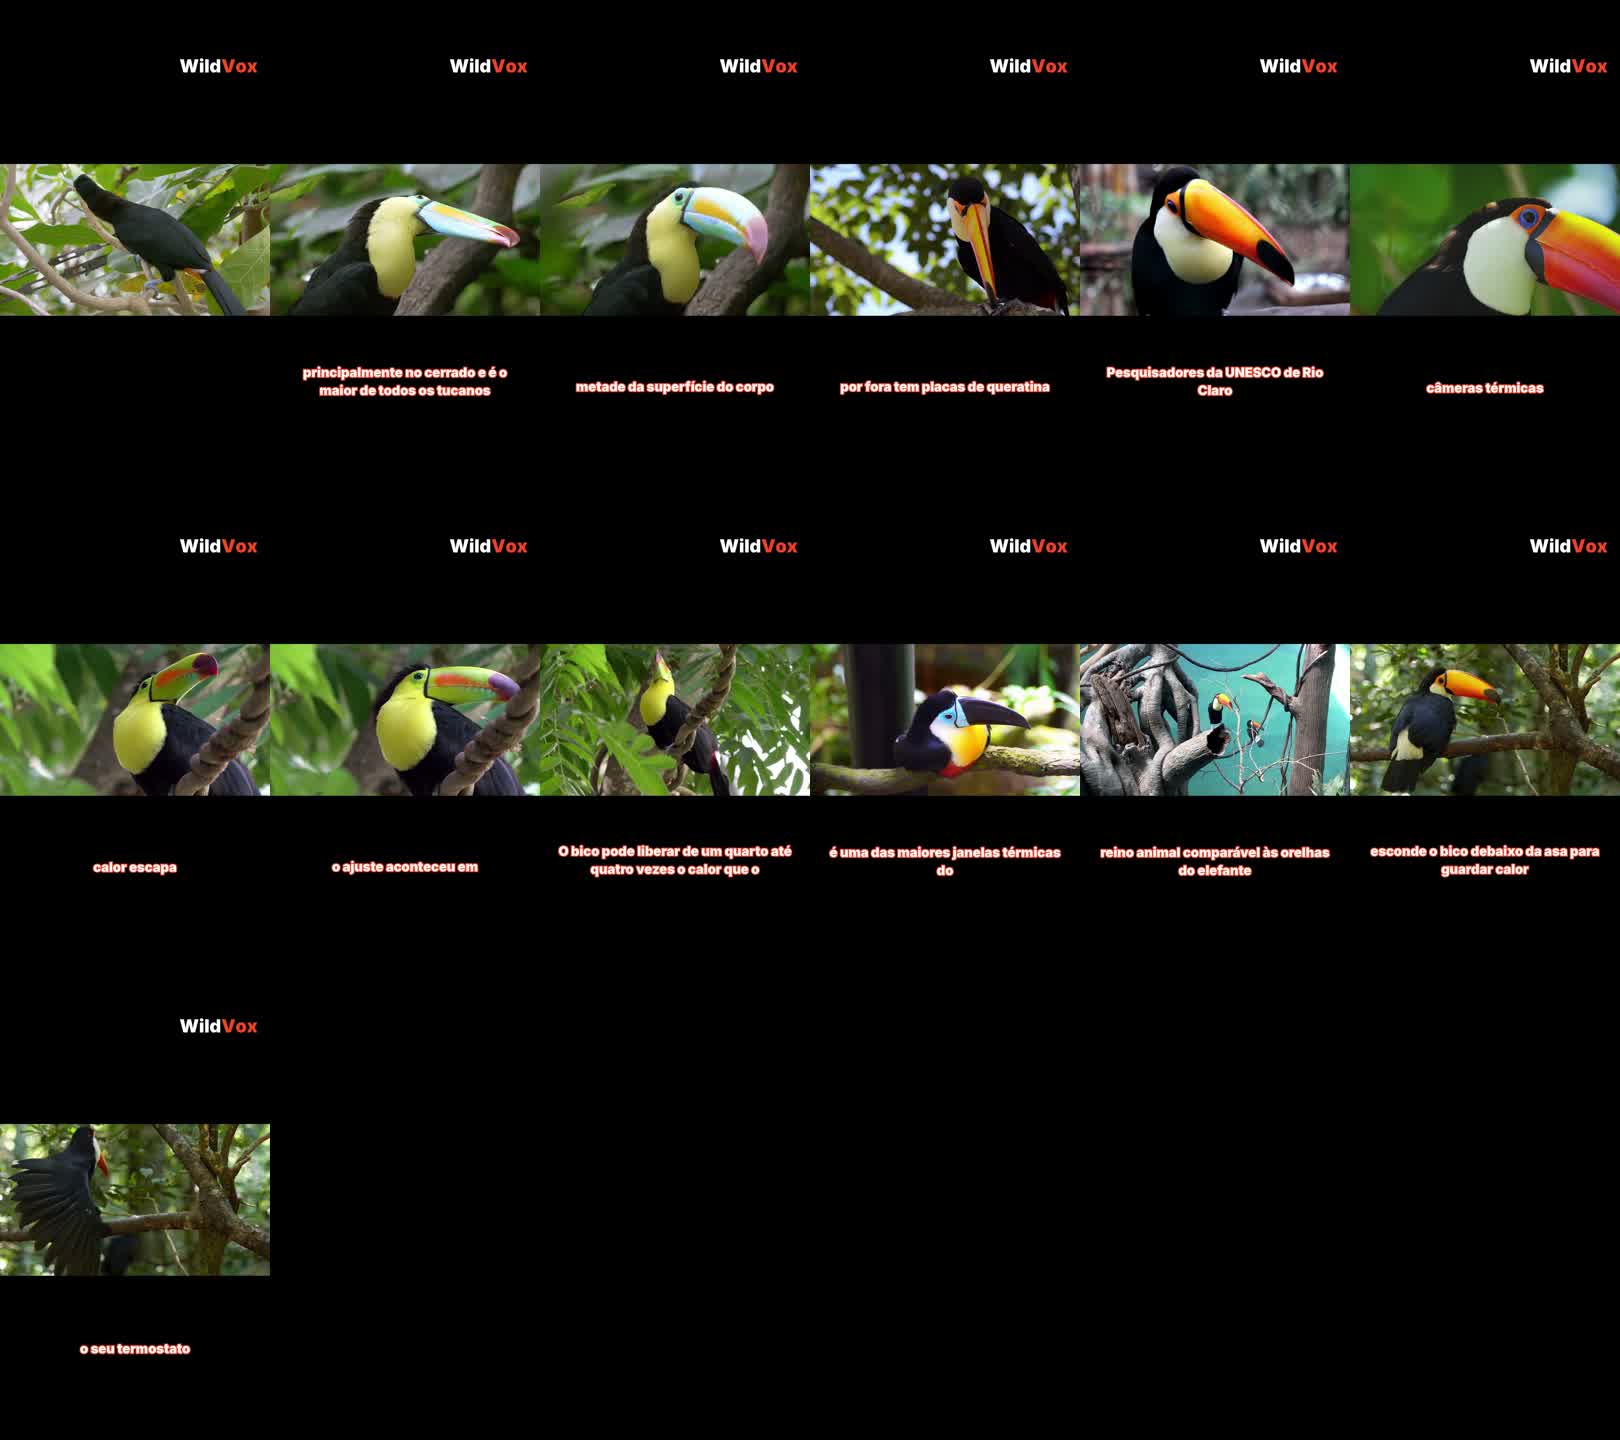 WildVox
WildVox
WildVox
WildVox
WildVox
WildVox
principalmente no cerrado e é o
maior de todos os tucanos
metade da superfície do corpo
por fora tem placas de queratina
Pesquisadores da UNESCO de Rio
Claro
câmeras térmicas
WildVox
WildVox
WildVox
WildVox
WildVox
WildVox
calor escapa
o ajuste aconteceu em
O bico pode liberar de um quarto até
quatro vezes o calor que o
é uma das maiores janelas térmicas
do
reino animal comparável às orelhas
do elefante
esconde o bico debaixo da asa para
guardar calor
WildVox
o seu termostato